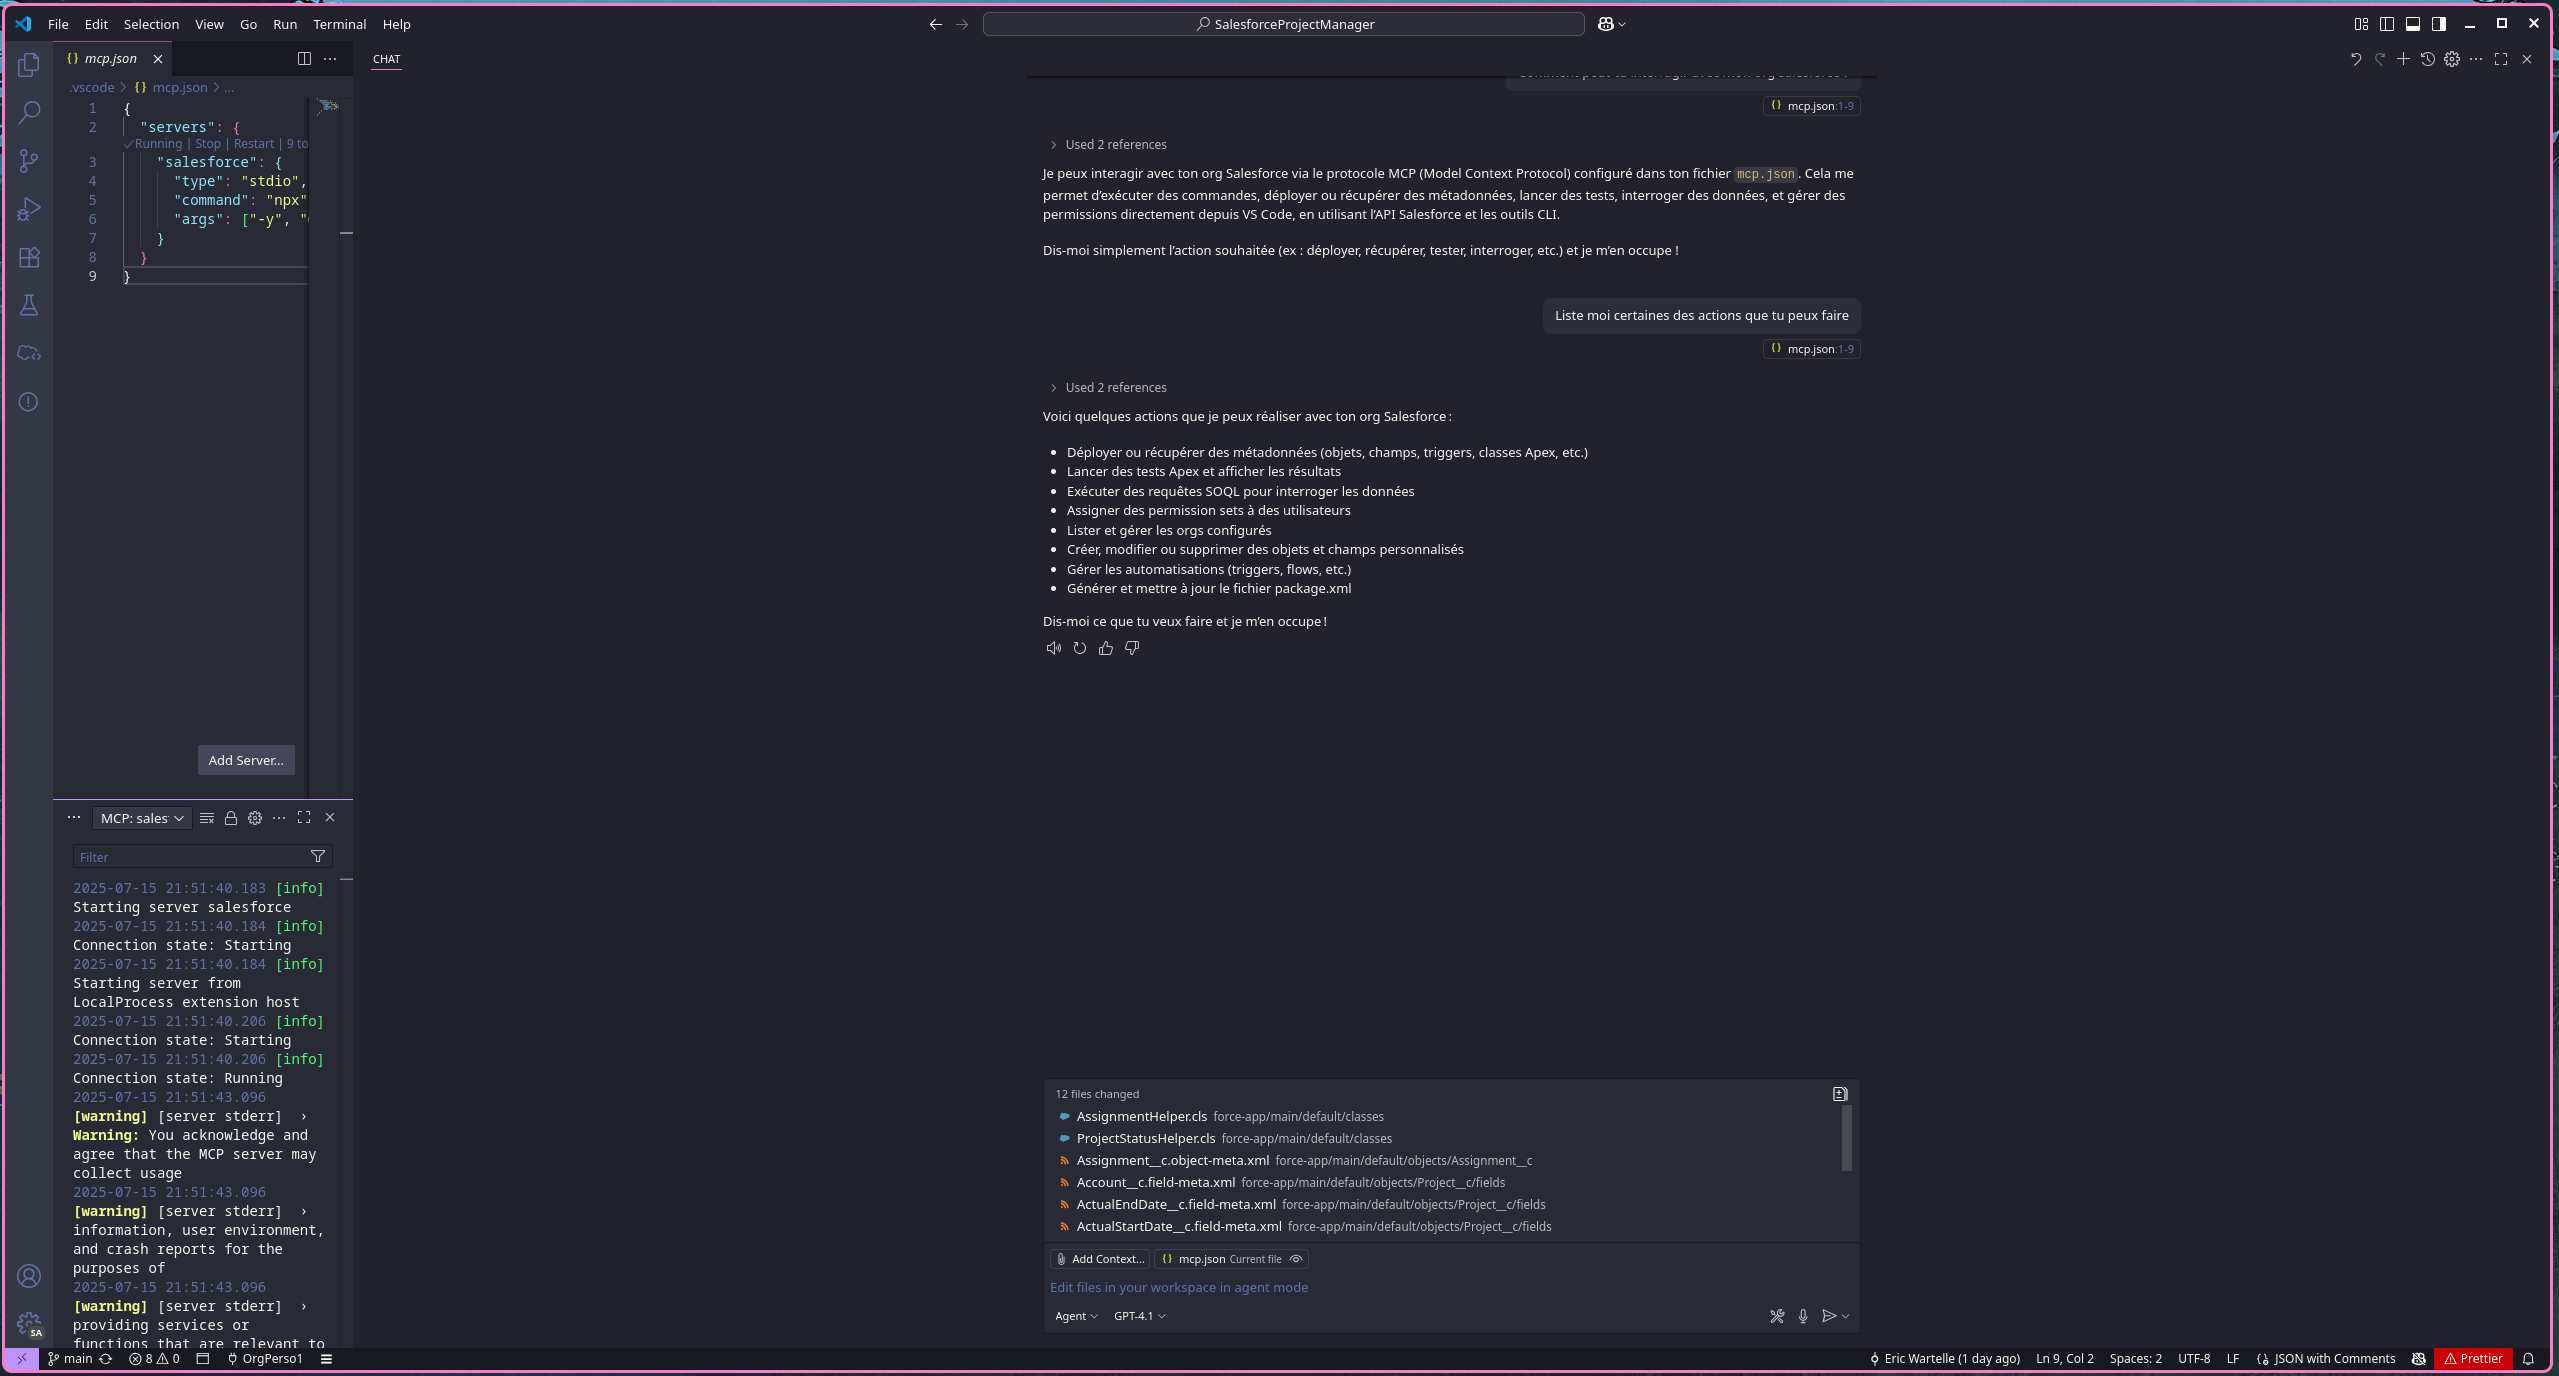 File Edit Selection View Go Run Terminal Help
SalesforceProjectManager
{} mcp.json
.vscode > {} mcp.json > ...
1 {
2 "servers": {
✓Running | Stop | Restart | 9 to
3 "salesforce": {
4 "type": "stdio",
5 "command": "npx"
6 "args": ["-y", "
7 }
8 }
9 }
Add Server...
MCP: sales
Filter
2025-07-15 21:51:40.183 [info]
Starting server salesforce
2025-07-15 21:51:40.184 [info]
Connection state: Starting
2025-07-15 21:51:40.184 [info]
Starting server from
LocalProcess extension host
2025-07-15 21:51:40.206 [info]
Connection state: Starting
2025-07-15 21:51:40.206 [info]
Connection state: Running
2025-07-15 21:51:43.096
[warning] [server stderr] ›
Warning: You acknowledge and
agree that the MCP server may
collect usage
2025-07-15 21:51:43.096
[warning] [server stderr] ›
information, user environment,
and crash reports for the
purposes of
2025-07-15 21:51:43.096
[warning] [server stderr] ›
providing services or
functions that are relevant to
CHAT
{} mcp.json:1-9
Used 2 references
Je peux interagir avec ton org Salesforce via le protocole MCP (Model Context Protocol) configuré dans ton fichier mcp.json. Cela me
permet d’exécuter des commandes, déployer ou récupérer des métadonnées, lancer des tests, interroger des données, et gérer des
permissions directement depuis VS Code, en utilisant l’API Salesforce et les outils CLI.
Dis-moi simplement l’action souhaitée (ex : déployer, récupérer, tester, interroger, etc.) et je m’en occupe !
Liste moi certaines des actions que tu peux faire
{} mcp.json:1-9
Used 2 references
Voici quelques actions que je peux réaliser avec ton org Salesforce :
• Déployer ou récupérer des métadonnées (objets, champs, triggers, classes Apex, etc.)
• Lancer des tests Apex et afficher les résultats
• Exécuter des requêtes SOQL pour interroger les données
• Assigner des permission sets à des utilisateurs
• Lister et gérer les orgs configurés
• Créer, modifier ou supprimer des objets et champs personnalisés
• Gérer les automatisations (triggers, flows, etc.)
• Générer et mettre à jour le fichier package.xml
Dis-moi ce que tu veux faire et je m’en occupe !
12 files changed
AssignmentHelper.cls force-app/main/default/classes
ProjectStatusHelper.cls force-app/main/default/classes
Assignment__c.object-meta.xml force-app/main/default/objects/Assignment__c
Account__c.field-meta.xml force-app/main/default/objects/Project__c/fields
ActualEndDate__c.field-meta.xml force-app/main/default/objects/Project__c/fields
ActualStartDate__c.field-meta.xml force-app/main/default/objects/Project__c/fields
Add Context... {} mcp.json Current file
Edit files in your workspace in agent mode
Agent GPT-4.1
SA
main 8 0 OrgPerso1
Eric Wartelle (1 day ago) Ln 9, Col 2 Spaces: 2 UTF-8 LF JSON with Comments Prettier